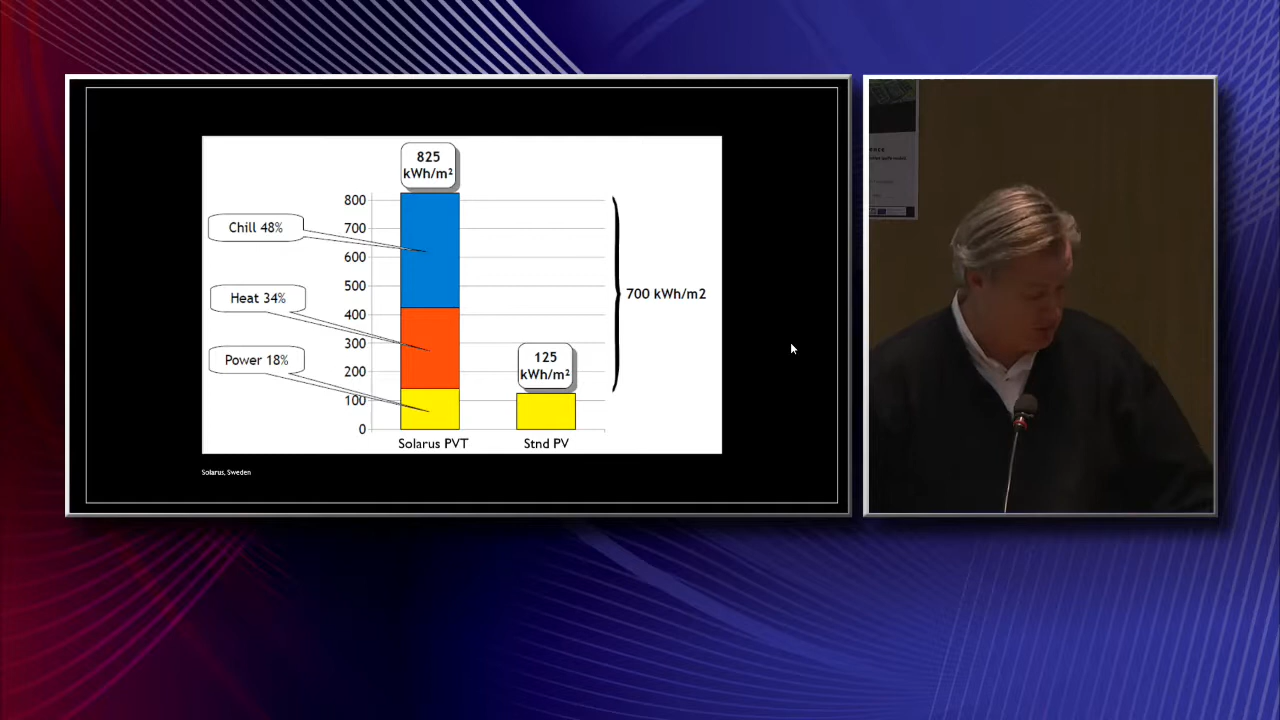 825
kWh/m²
800
700
600
500
400
300
200
100
0
Chill 48%
Heat 34%
Power 18%
125
kWh/m²
700 kWh/m2
Solarus PVT
Stnd PV
Solarus, Sweden